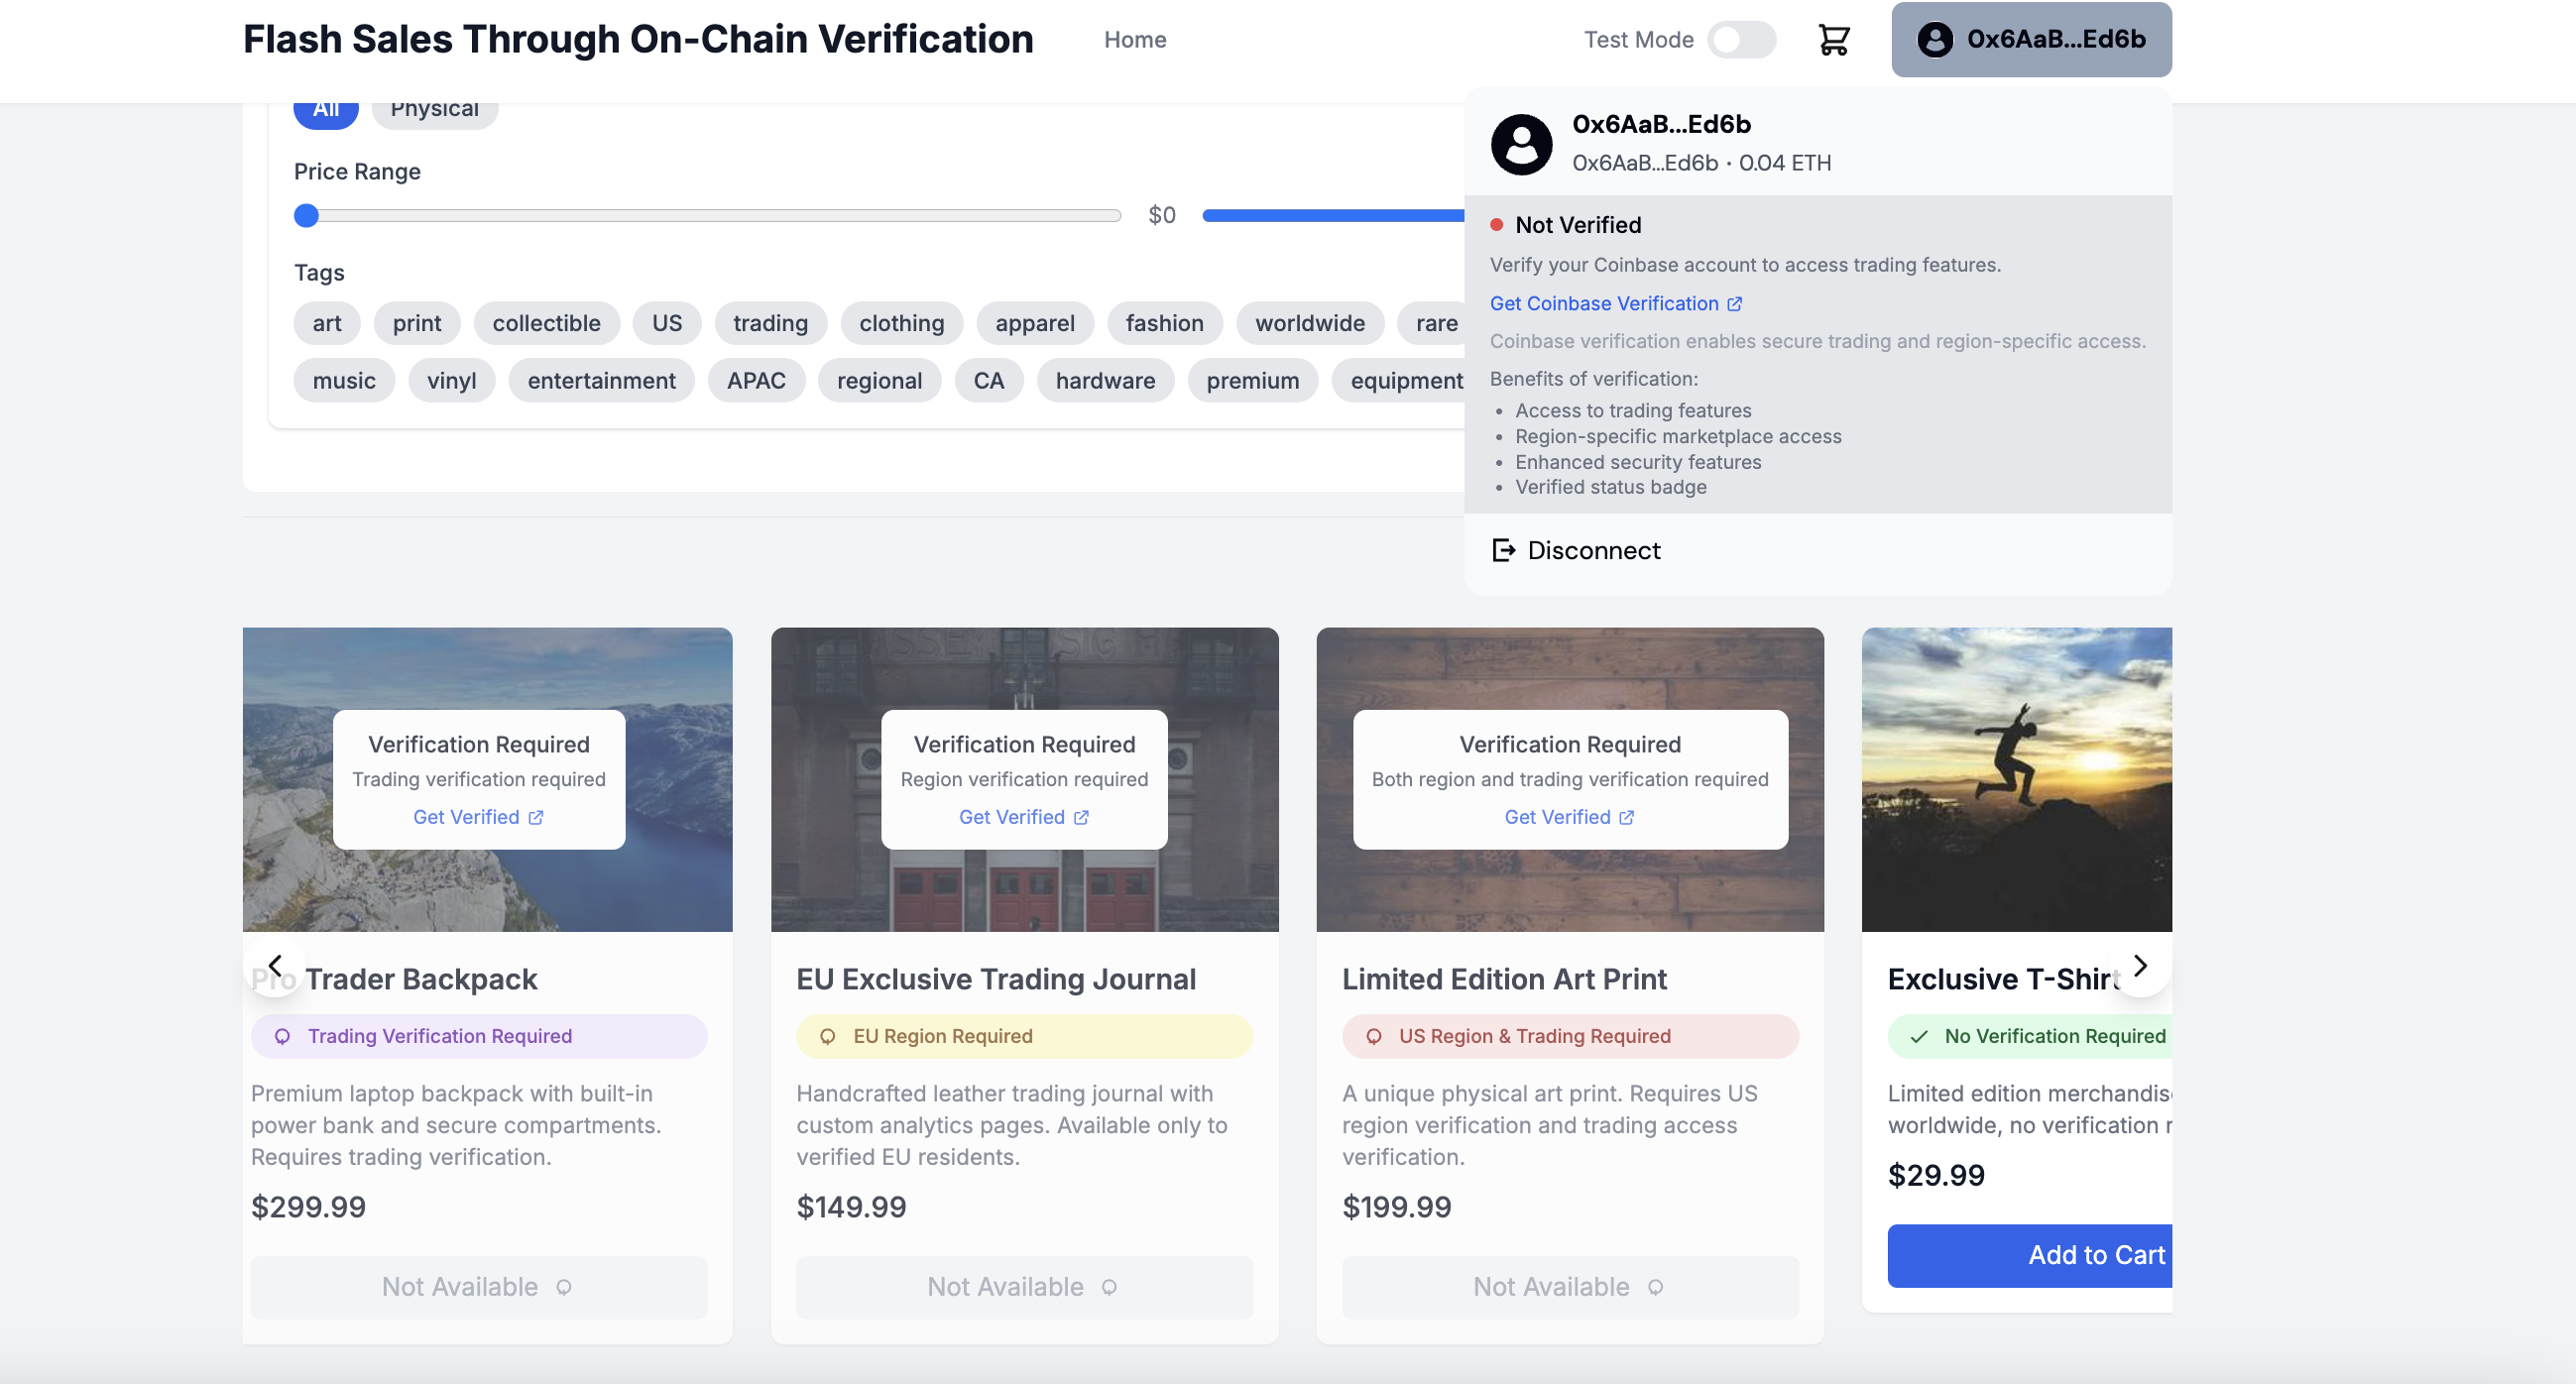 Flash Sales Through On-Chain Verification
Home
Test Mode
0x6AaB...Ed6b
All
Physical
Price Range
$0
Tags
art
print
collectible
US
trading
clothing
apparel
fashion
worldwide
rare
music
vinyl
entertainment
APAC
regional
CA
hardware
premium
equipment
0x6AaB...Ed6b
0x6AaB...Ed6b · 0.04 ETH
Not Verified
Verify your Coinbase account to access trading features.
Get Coinbase Verification
Coinbase verification enables secure trading and region-specific access.
Benefits of verification:
• Access to trading features
• Region-specific marketplace access
• Enhanced security features
• Verified status badge
Disconnect
Verification Required
Trading verification required
Get Verified
Pro Trader Backpack
Trading Verification Required
Premium laptop backpack with built-in
power bank and secure compartments.
Requires trading verification.
$299.99
Not Available
Verification Required
Region verification required
Get Verified
EU Exclusive Trading Journal
EU Region Required
Handcrafted leather trading journal with
custom analytics pages. Available only to
verified EU residents.
$149.99
Not Available
Verification Required
Both region and trading verification required
Get Verified
Limited Edition Art Print
US Region & Trading Required
A unique physical art print. Requires US
region verification and trading access
verification.
$199.99
Not Available
Exclusive T-Shirt
No Verification Required
Limited edition merchandis
worldwide, no verification r
$29.99
Add to Cart